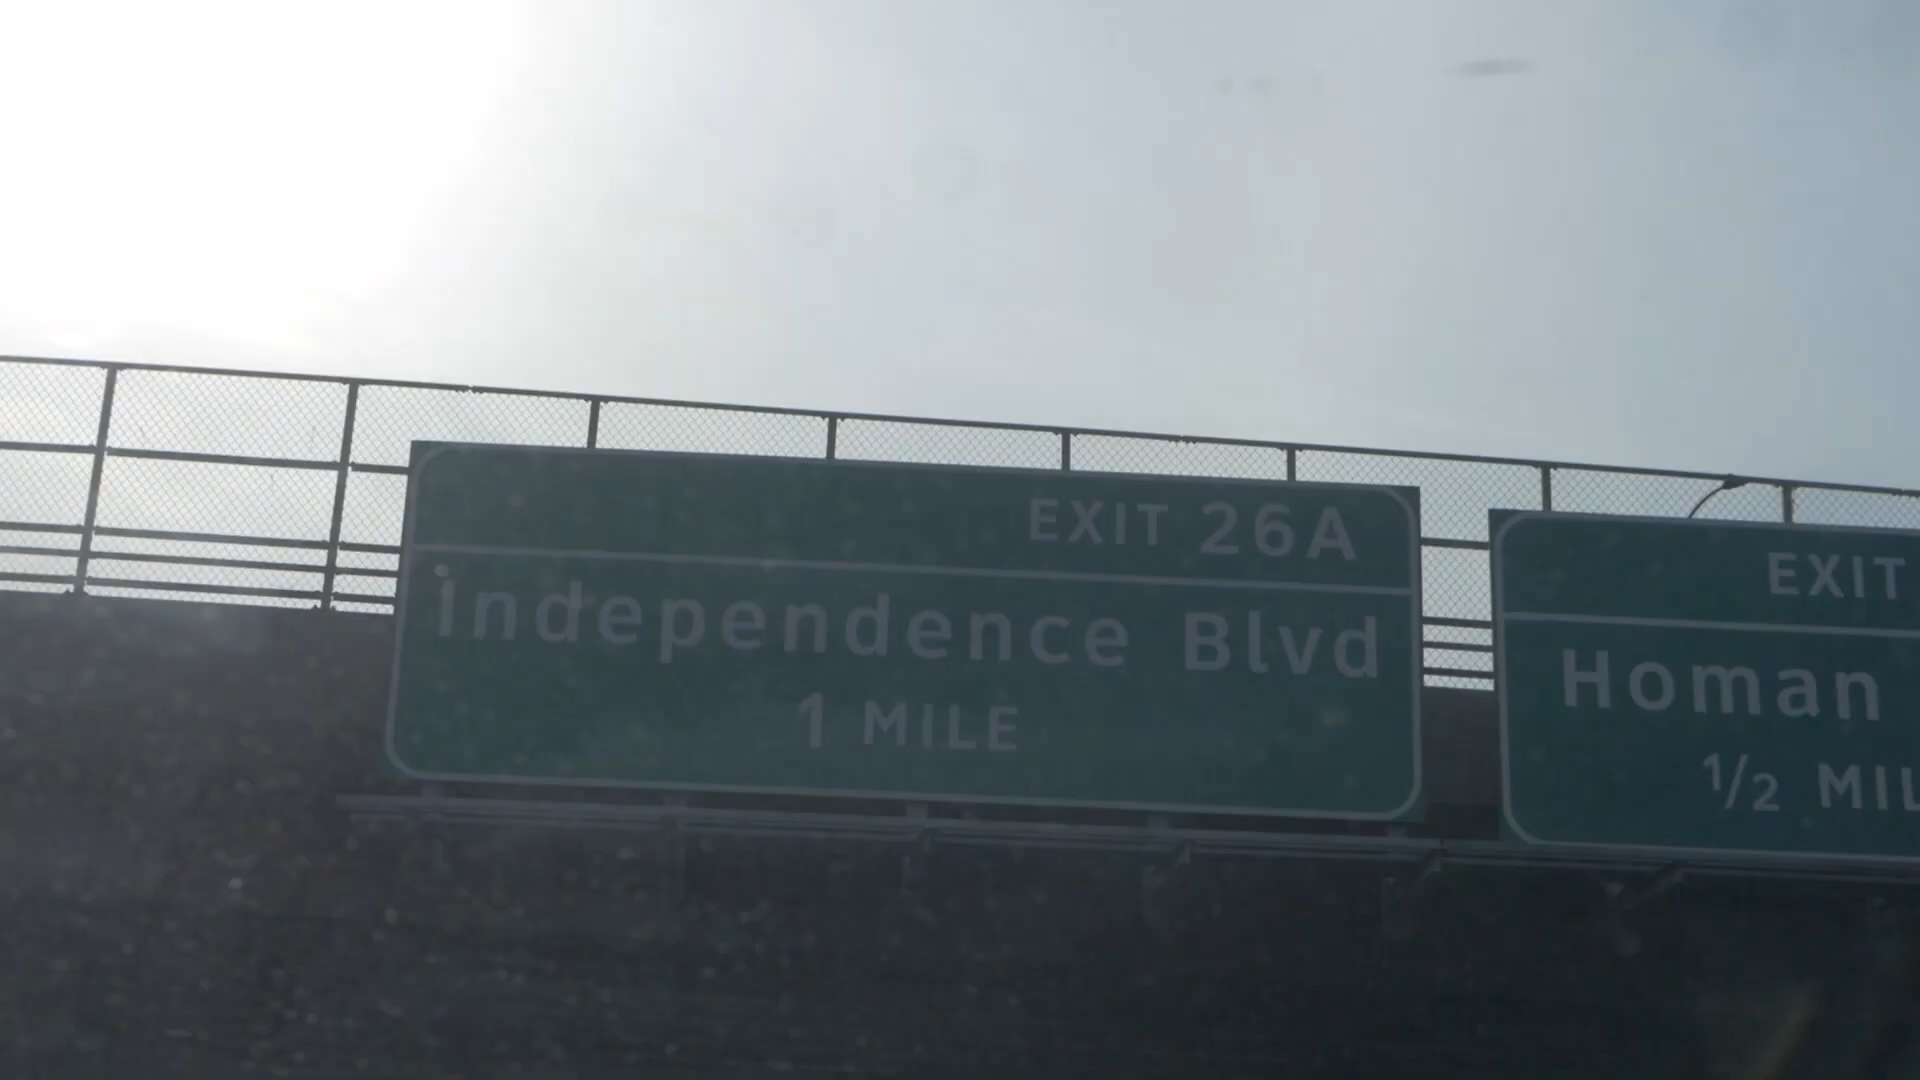 EXIT 26A
Independence Blvd
1 MILE
EXIT
Homan
1/2 MIL